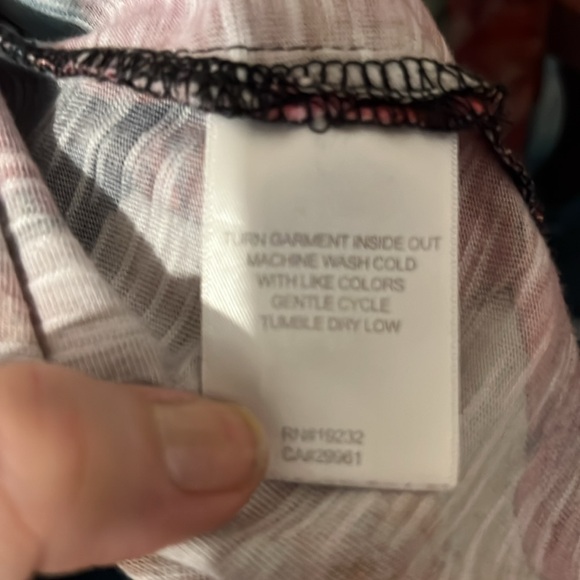 TURN GARMENT INSIDE OUT
MACHINE WASH COLD
WITH LIKE COLORS
GENTLE CYCLE
TUMBLE DRY LOW
RN#19232
CA#29961